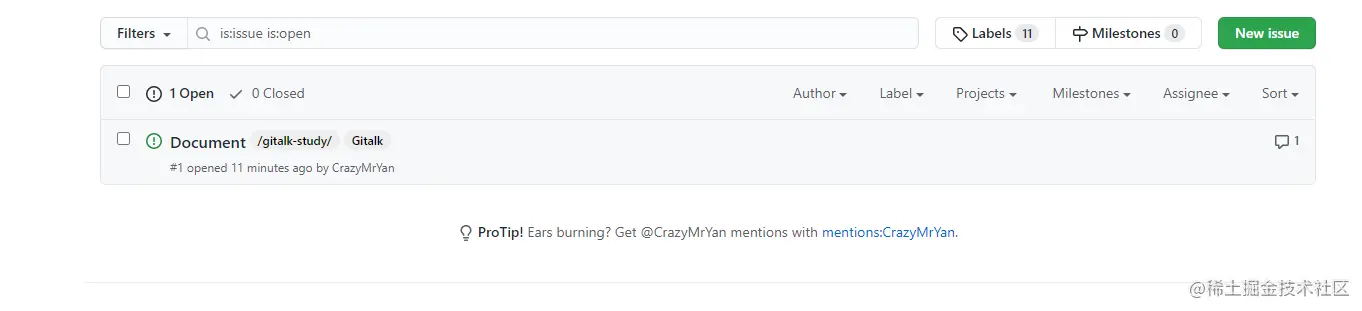 Filters is:issue is:open Labels 11 Milestones 0 New issue
1 Open 0 Closed Author Label Projects Milestones Assignee Sort
Document /gitalk-study/ Gitalk 1
#1 opened 11 minutes ago by CrazyMrYan
ProTip! Ears burning? Get @CrazyMrYan mentions with mentions:CrazyMrYan.
@稀土掘金技术社区